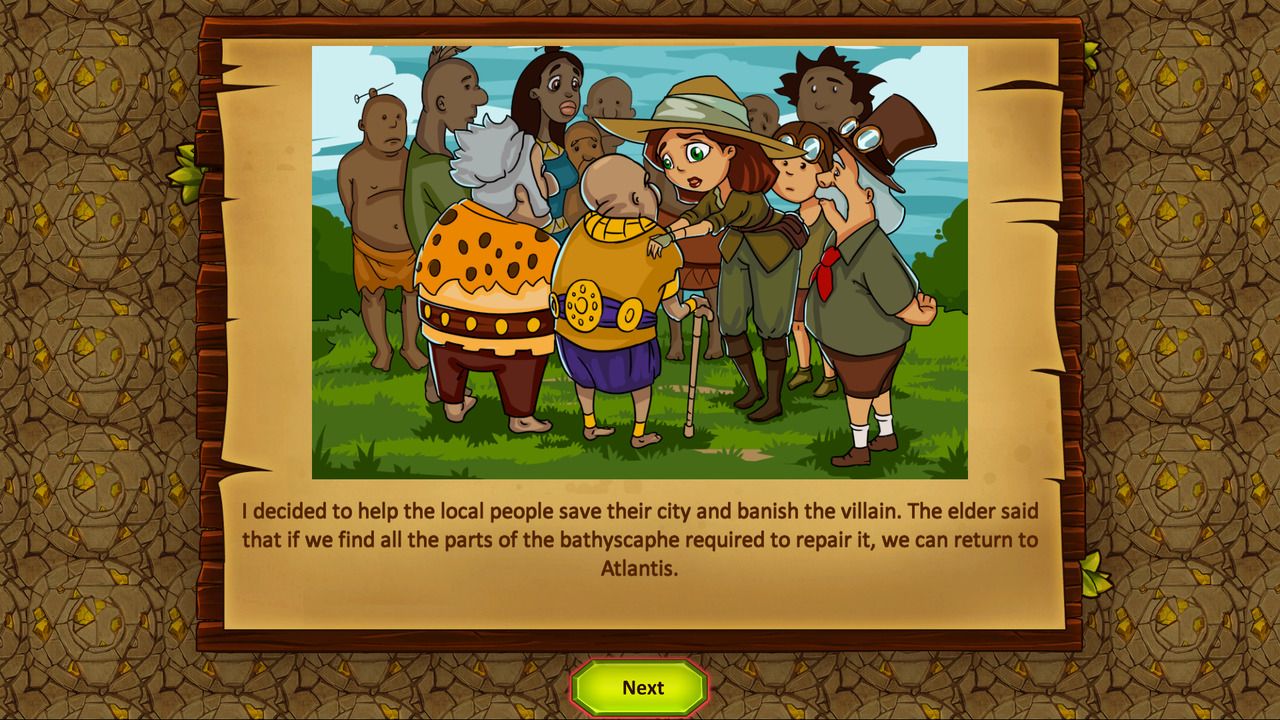 I decided to help the local people save their city and banish the villain. The elder said
that if we find all the parts of the bathyscaphe required to repair it, we can return to
Atlantis.
Next